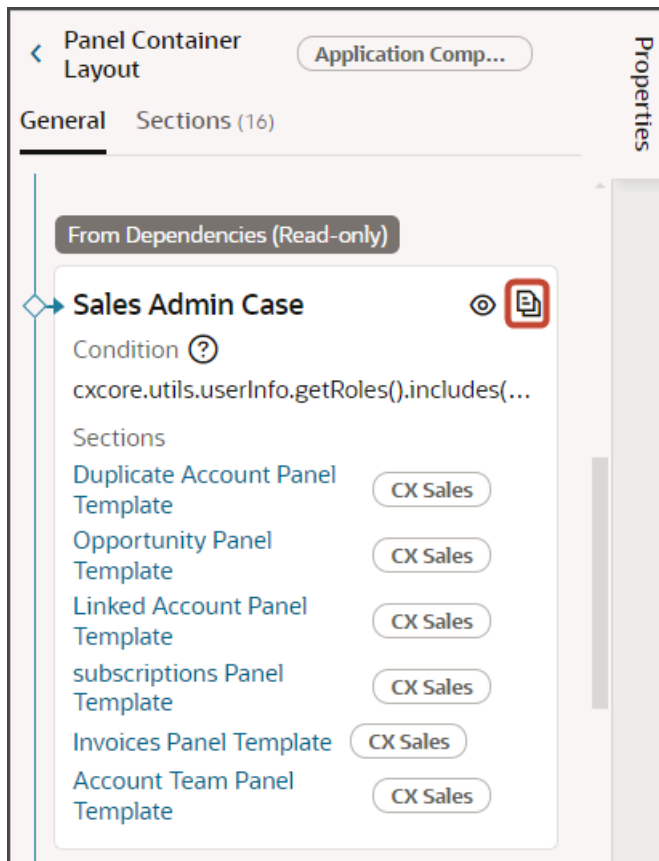 Panel Container
Layout
Application Comp...
Properties
General
Sections (16)
From Dependencies (Read-only)
Sales Admin Case
Condition ?
cxcore.utils.userInfo.getRoles().includes(...
Sections
Duplicate Account Panel
Template
CX Sales
Opportunity Panel
Template
CX Sales
Linked Account Panel
Template
CX Sales
subscriptions Panel
Template
CX Sales
Invoices Panel Template
CX Sales
Account Team Panel
Template
CX Sales